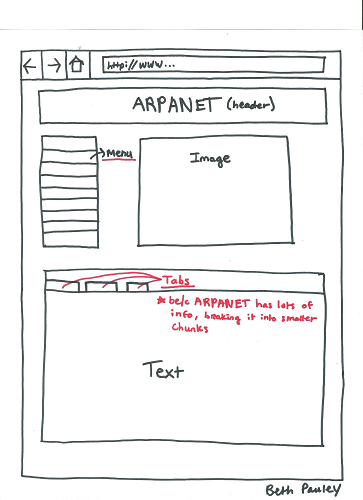 http://www...
ARPANET (header)
Menu
Image
Tabs
* be/c ARPANET has lots of
info, breaking it into smaller
chunks
Text
Beth Pauley